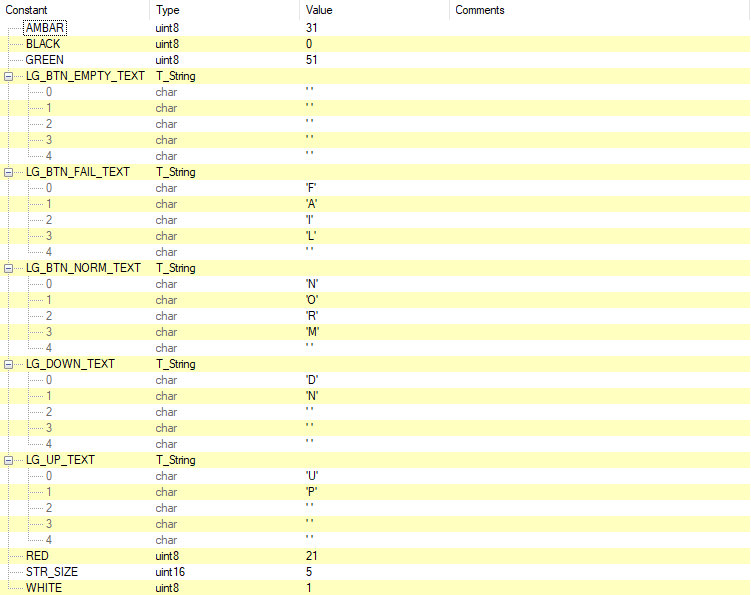 Constant Type Value Comments
AMBAR uint8 31
BLACK uint8 0
GREEN uint8 51
LG_BTN_EMPTY_TEXT T_String
0 char ' '
1 char ' '
2 char ' '
3 char ' '
4 char ' '
LG_BTN_FAIL_TEXT T_String
0 char 'F'
1 char 'A'
2 char 'I'
3 char 'L'
4 char ' '
LG_BTN_NORM_TEXT T_String
0 char 'N'
1 char 'O'
2 char 'R'
3 char 'M'
4 char ' '
LG_DOWN_TEXT T_String
0 char 'D'
1 char 'N'
2 char ' '
3 char ' '
4 char ' '
LG_UP_TEXT T_String
0 char 'U'
1 char 'P'
2 char ' '
3 char ' '
4 char ' '
RED uint8 21
STR_SIZE uint16 5
WHITE uint8 1